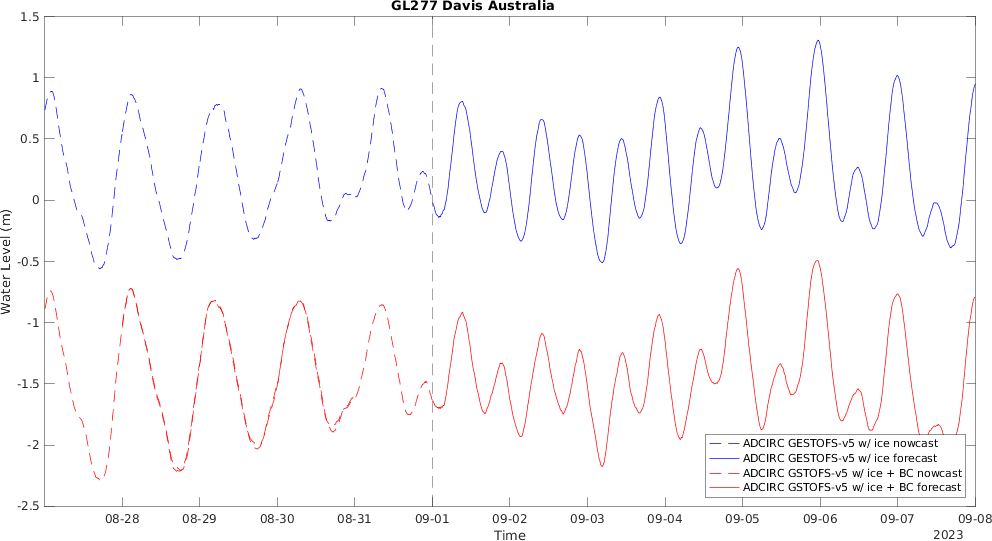 GL277 Davis Australia
Water Level (m)
1.5
1
0.5
0
-0.5
-1
-1.5
-2
-2.5
ADCIRC GESTOFS-v5 w/ ice nowcast
ADCIRC GESTOFS-v5 w/ ice forecast
ADCIRC GSTOFS-v5 w/ ice + BC nowcast
ADCIRC GSTOFS-v5 w/ ice + BC forecast
08-28 08-29 08-30 08-31 09-01 09-02 09-03 09-04 09-05 09-06 09-07 09-08
Time
2023